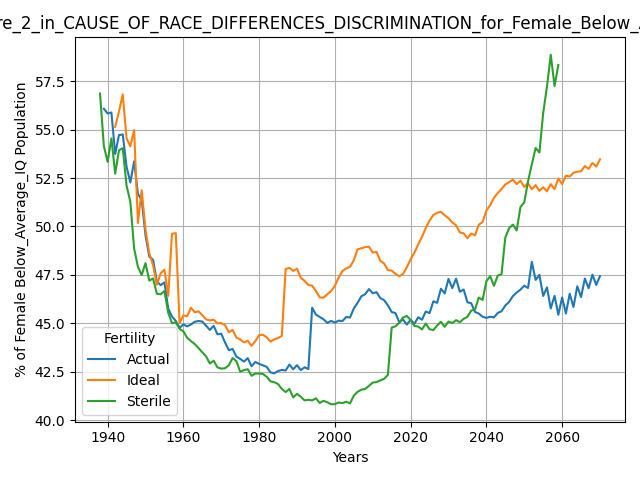 re_2_in_CAUSE_OF_RACE_DIFFERENCES_DISCRIMINATION_for_Female_Below_A
% of Female Below_Average_IQ Population
57.5
55.0
52.5
50.0
47.5
45.0
42.5
40.0
Fertility
Actual
Ideal
Sterile
1940
1960
1980
2000
2020
2040
2060
Years